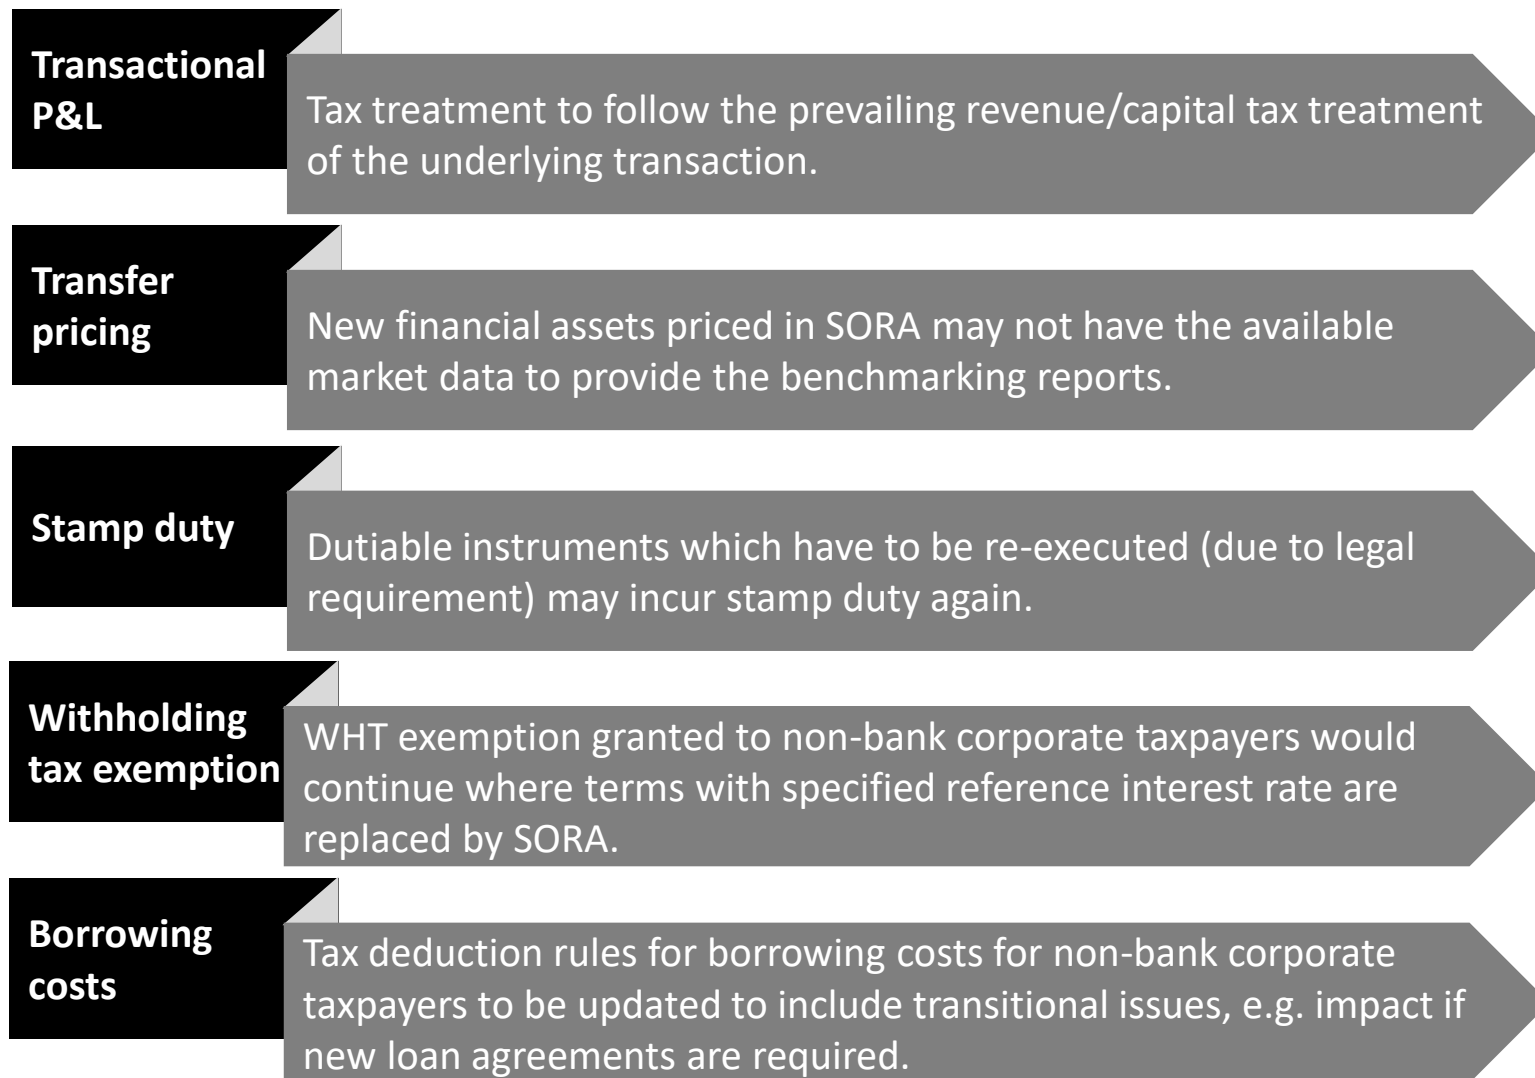 Transactional
P&L
Tax treatment to follow the prevailing revenue/capital tax treatment
of the underlying transaction.
Transfer
pricing
New financial assets priced in SORA may not have the available
market data to provide the benchmarking reports.
Stamp duty
Dutiable instruments which have to be re-executed (due to legal
requirement) may incur stamp duty again.
Withholding
tax exemption
WHT exemption granted to non-bank corporate taxpayers would
continue where terms with specified reference interest rate are
replaced by SORA.
Borrowing
costs
Tax deduction rules for borrowing costs for non-bank corporate
taxpayers to be updated to include transitional issues, e.g. impact if
new loan agreements are required.